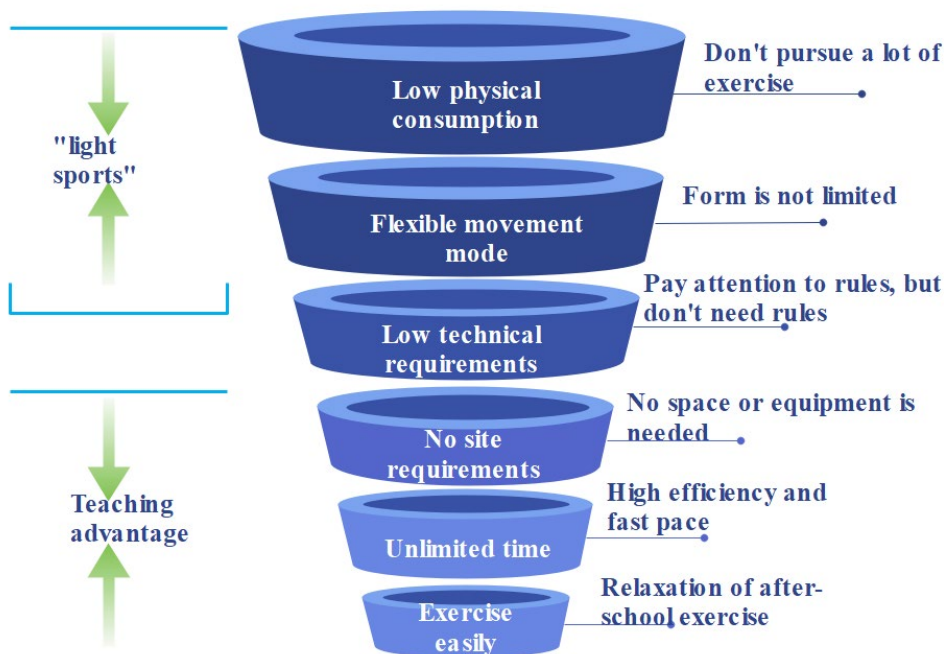 "light
sports"
Low physical
consumption
Don't pursue a lot of
exercise
Flexible movement
mode
Form is not limited
Low technical
requirements
Pay attention to rules, but
don't need rules
Teaching
advantage
No site
requirements
No space or equipment is
needed
Unlimited time
High efficiency and
fast pace
Exercise
easily
Relaxation of after-
school exercise